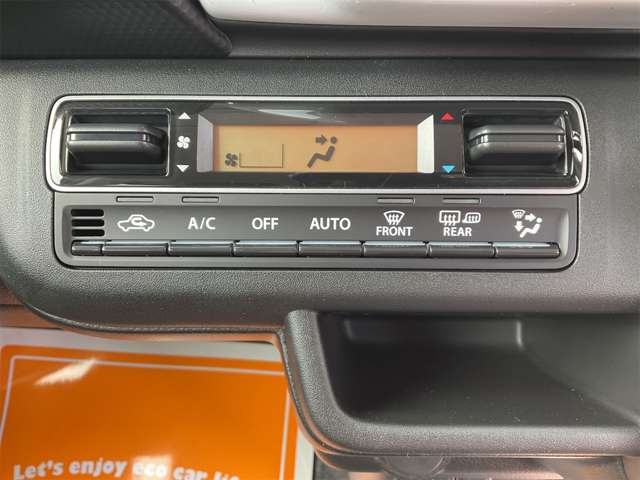 A/C OFF AUTO FRONT REAR
Let's enjoy eco car